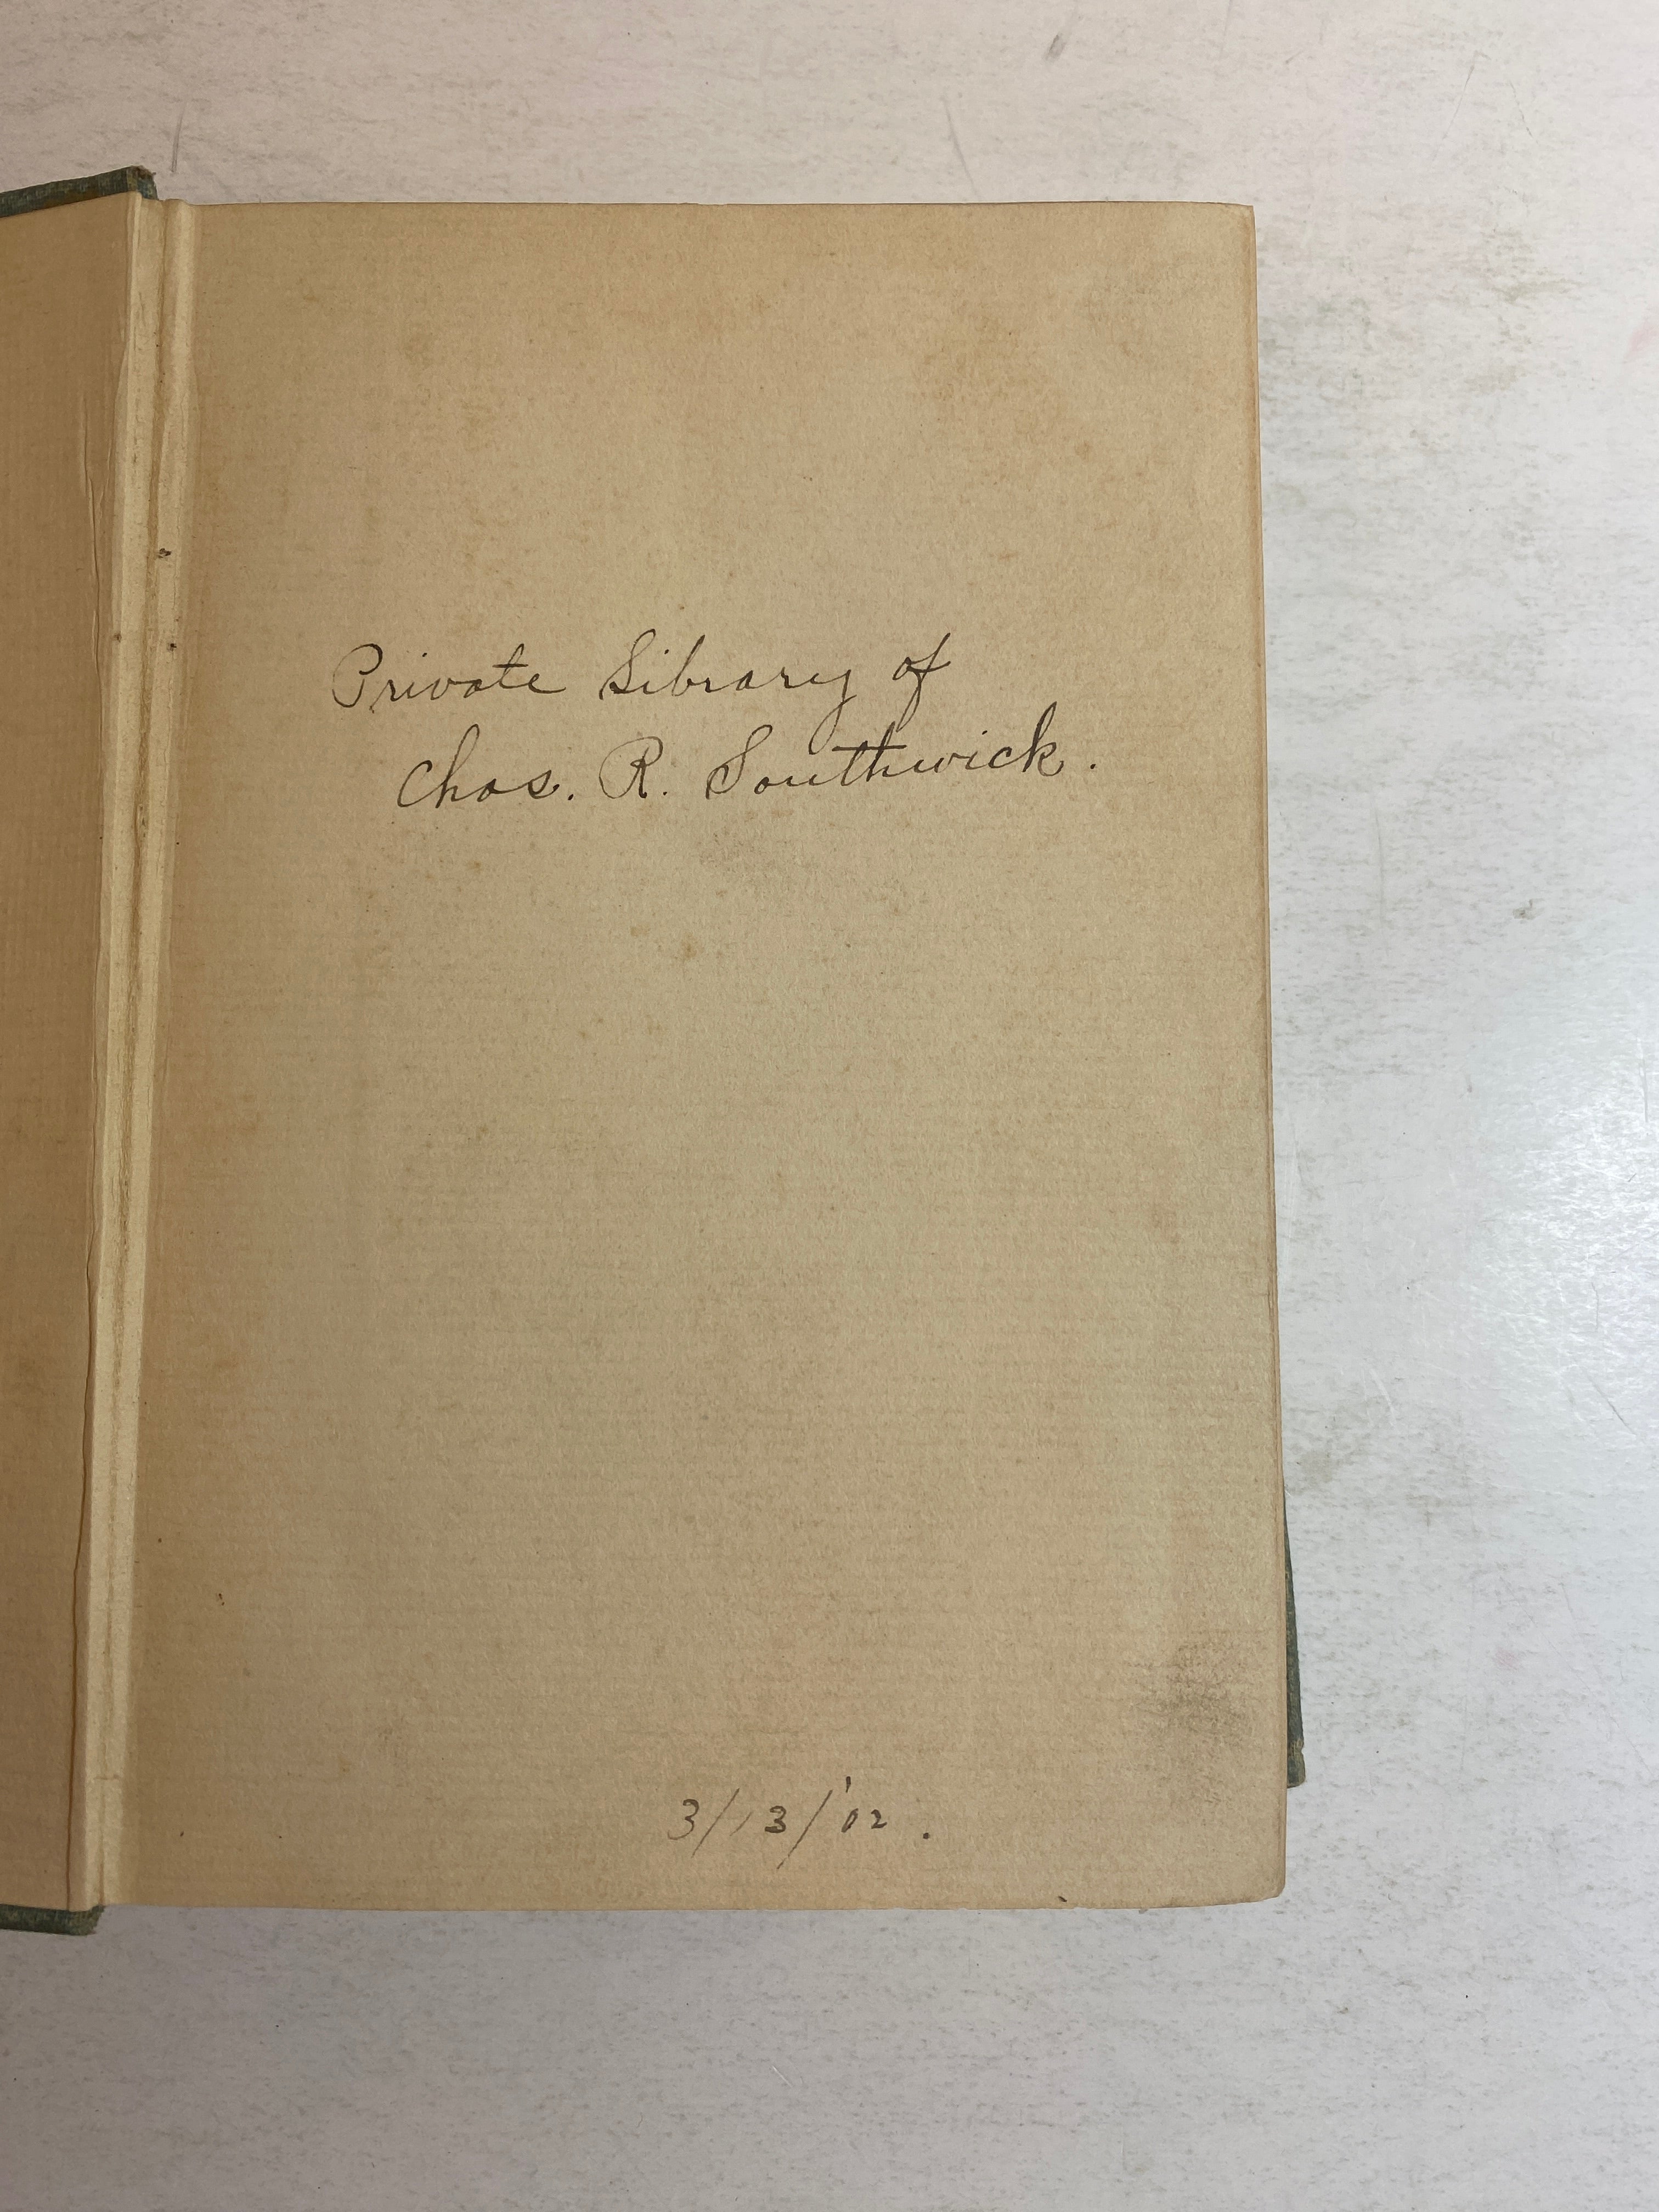 Private Library of
Chas. R. Southwick.
3/13/'02.